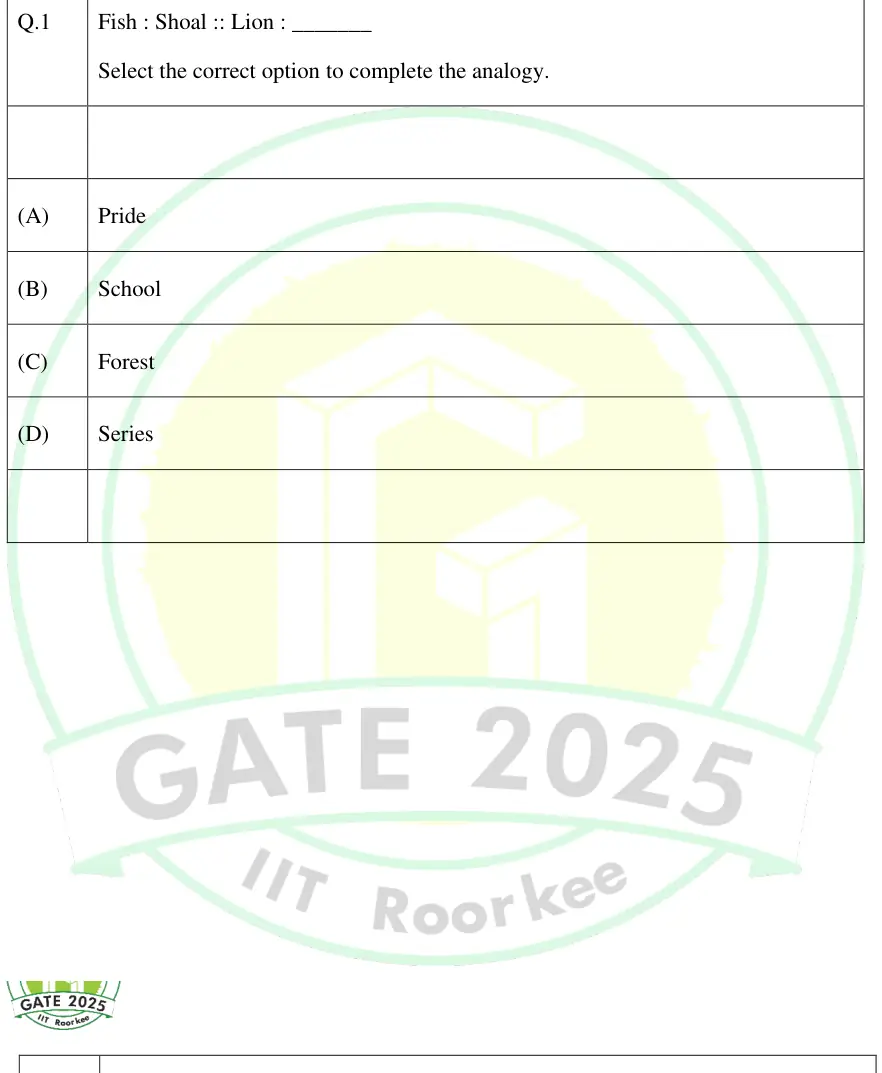 Q.1 Fish : Shoal :: Lion : _______
Select the correct option to complete the analogy.
(A) Pride
(B) School
(C) Forest
(D) Series
GATE 2025
IIT Roorkee
GATE 2025
IIT Roorkee